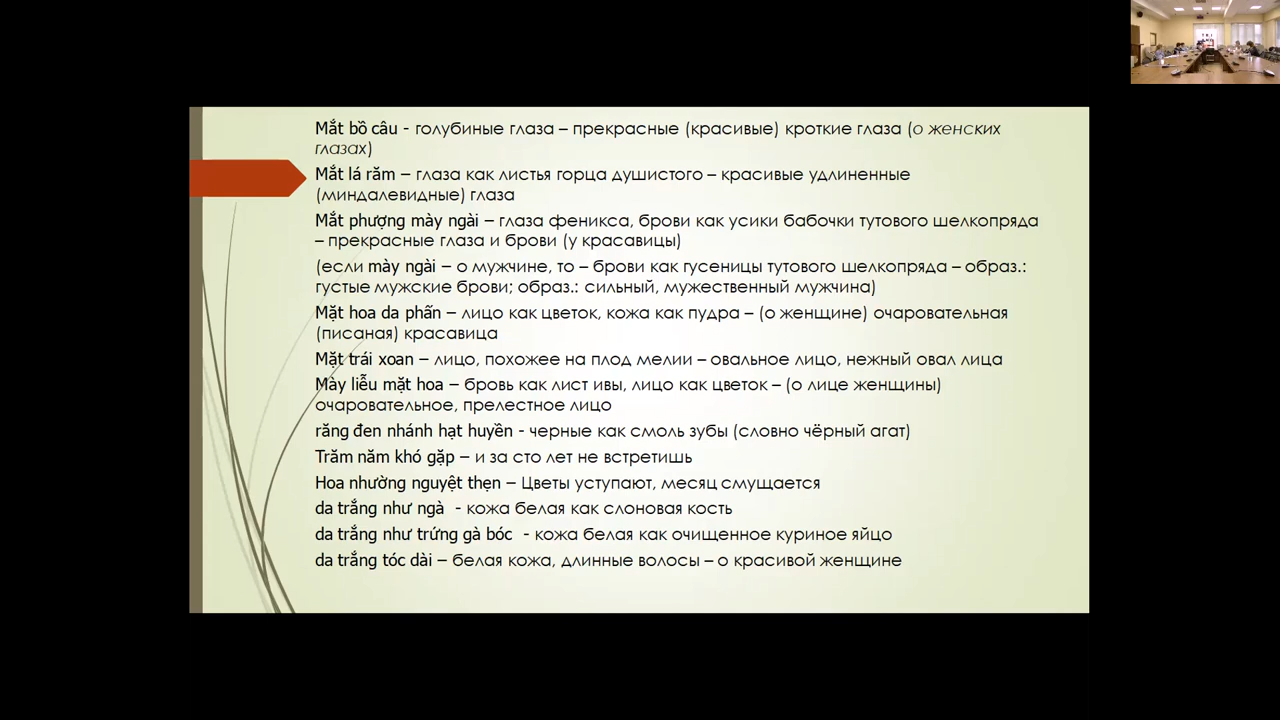 Mắt bồ câu - голубиные глаза – прекрасные (красивые) кроткие глаза (о женских
глазах)
Mắt lá răm – глаза как листья горца душистого – красивые удлиненные
(миндалевидные) глаза
Mắt phượng mày ngài – глаза феникса, брови как усики бабочки тутового шелкопряда
– прекрасные глаза и брови (у красавицы)
(если mày ngài – о мужчине, то – брови как гусеницы тутового шелкопряда – образ.:
густые мужские брови; образ.: сильный, мужественный мужчина)
Mặt hoa da phấn – лицо как цветок, кожа как пудра – (о женщине) очаровательная
(писаная) красавица
Mặt trái xoan – лицо, похожее на плод мелии – овальное лицо, нежный овал лица
Mày liễu mặt hoa – бровь как лист ивы, лицо как цветок – (о лице женщины)
очаровательное, прелестное лицо
răng đen nhánh hạt huyền - черные как смоль зубы (словно чёрный агат)
Trăm năm khó gặp – и за сто лет не встретишь
Hoa nhường nguyệt thẹn – Цветы уступают, месяц смущается
da trắng như ngà - кожа белая как слоновая кость
da trắng như trứng gà bóc - кожа белая как очищенное куриное яйцо
da trắng tóc dài – белая кожа, длинные волосы – о красивой женщине